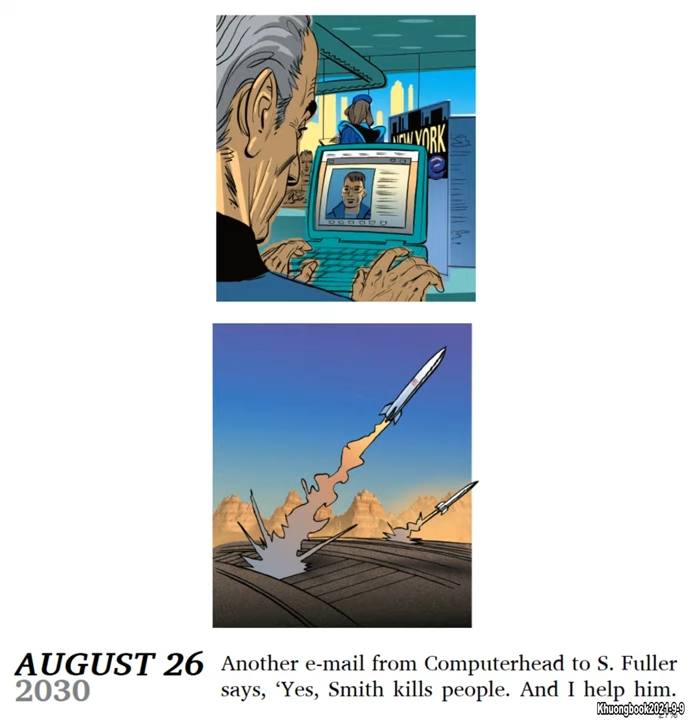 NEW YORK
AUGUST 26
2030
Another e-mail from Computerhead to S. Fuller
says, ‘Yes, Smith kills people. And I help him.
Khuongbook2021-9-9